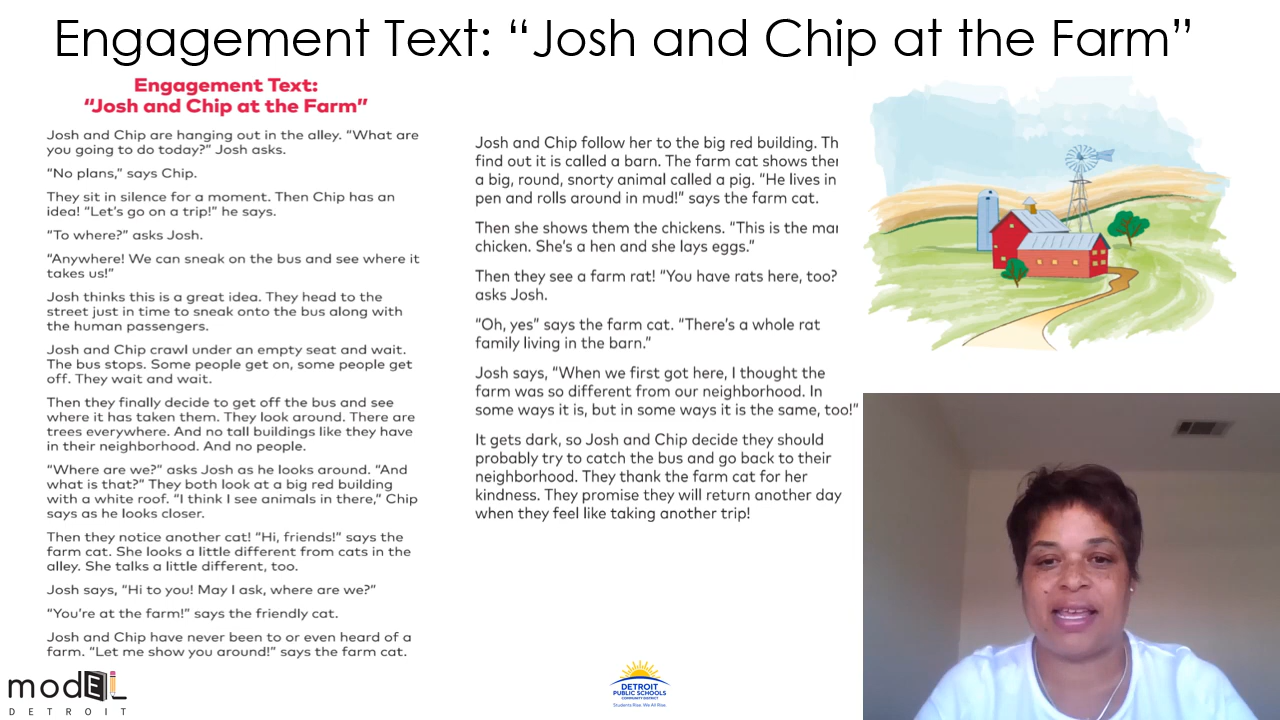 Engagement Text: “Josh and Chip at the Farm”
Engagement Text:
“Josh and Chip at the Farm”
Josh and Chip are hanging out in the alley. “What are
you going to do today?” Josh asks.
“No plans,” says Chip.
They sit in silence for a moment. Then Chip has an
idea! “Let’s go on a trip!” he says.
“To where?” asks Josh.
“Anywhere! We can sneak on the bus and see where it
takes us!”
Josh thinks this is a great idea. They head to the
street just in time to sneak onto the bus along with
the human passengers.
Josh and Chip crawl under an empty seat and wait.
The bus stops. Some people get on, some people get
off. They wait and wait.
Then they finally decide to get off the bus and see
where it has taken them. They look around. There are
trees everywhere. And no tall buildings like they have
in their neighborhood. And no people.
“Where are we?” asks Josh as he looks around. “And
what is that?” They both look at a big red building
with a white roof. “I think I see animals in there,” Chip
says as he looks closer.
Then they notice another cat! “Hi, friends!” says the
farm cat. She looks a little different from cats in the
alley. She talks a little different, too.
Josh says, “Hi to you! May I ask, where are we?”
“You’re at the farm!” says the friendly cat.
Josh and Chip have never been to or even heard of a
farm. “Let me show you around!” says the farm cat.
Josh and Chip follow her to the big red building. Th
find out it is called a barn. The farm cat shows ther
a big, round, snorty animal called a pig. “He lives in
pen and rolls around in mud!” says the farm cat.
Then she shows them the chickens. “This is the mar
chicken. She’s a hen and she lays eggs.”
Then they see a farm rat! “You have rats here, too?
asks Josh.
“Oh, yes” says the farm cat. “There’s a whole rat
family living in the barn.”
Josh says, “When we first got here, I thought the
farm was so different from our neighborhood. In
some ways it is, but in some ways it is the same, too!”
It gets dark, so Josh and Chip decide they should
probably try to catch the bus and go back to their
neighborhood. They thank the farm cat for her
kindness. They promise they will return another day
when they feel like taking another trip!
modEL
DETROIT
DETROIT
PUBLIC SCHOOLS
COMMUNITY DISTRICT
Students Rise. We All Rise.